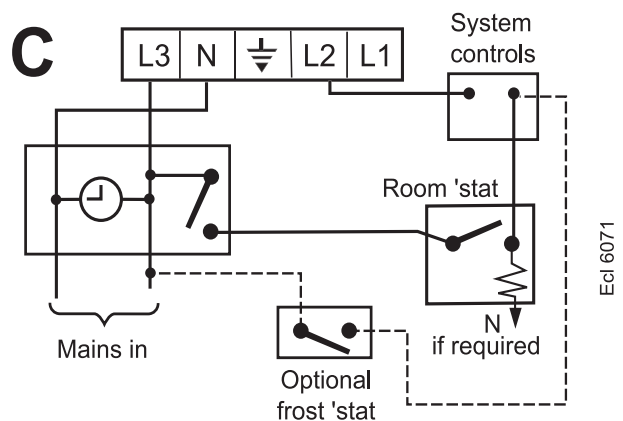 C
L3 N L2 L1
System
controls
Room 'stat
Ecl 6071
N
if required
Mains in
Optional
frost 'stat